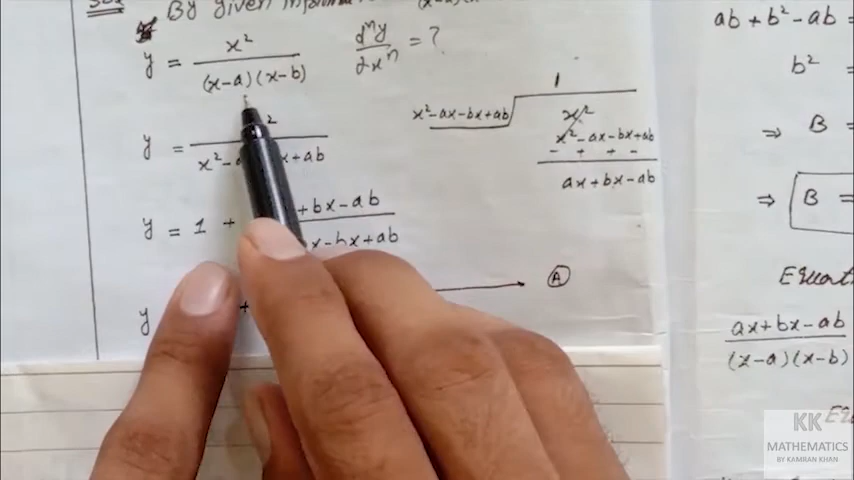 By given
y = x² / (x-a)(x-b)    dⁿy/dxⁿ = ?
1
x²-ax-bx+ab ) x²
x²-ax-bx+ab
- + + -
ax+bx-ab
y = ² / x²- x+ab
y = 1 + +bx-ab / x-bx+ab
y +
→ Ⓐ
ab + b² - ab =
b² =
⇒ B =
⇒ B =
ax+bx-ab / (x-a)(x-b)
KK
MATHEMATICS
BY KAMRAN KHAN